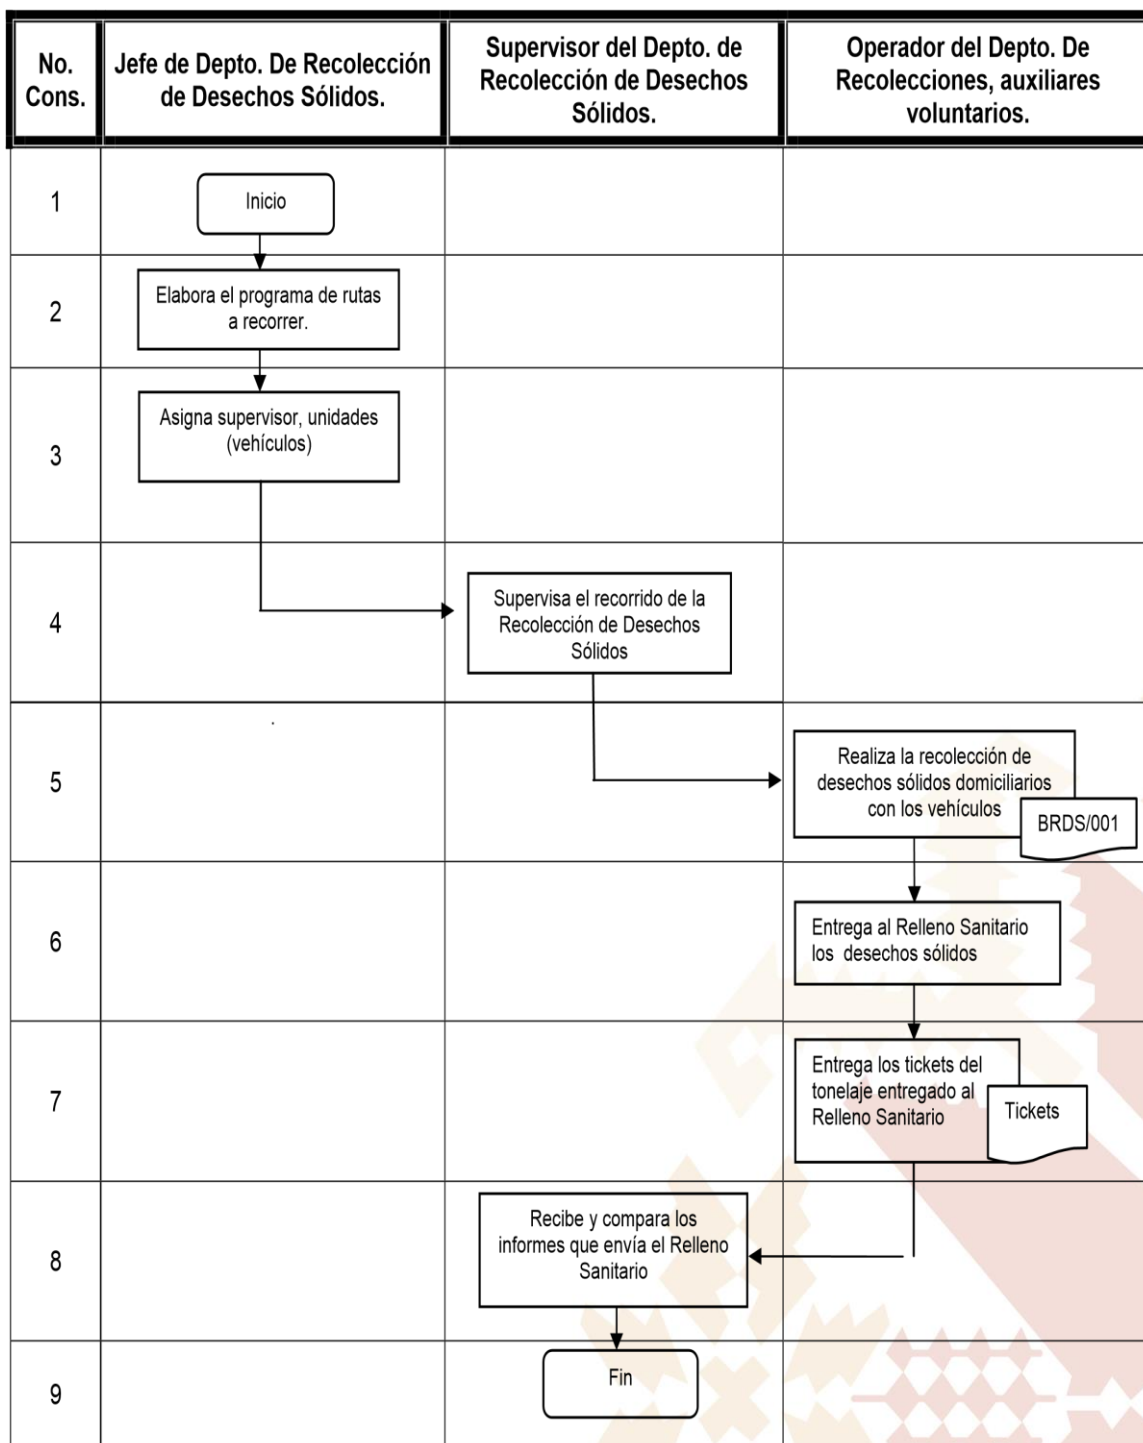 No.
Cons.
Jefe de Depto. De Recolección
de Desechos Sólidos.
Supervisor del Depto. de
Recolección de Desechos
Sólidos.
Operador del Depto. De
Recolecciones, auxiliares
voluntarios.
1
Inicio
2
Elabora el programa de rutas
a recorrer.
3
Asigna supervisor, unidades
(vehículos)
4
Supervisa el recorrido de la
Recolección de Desechos
Sólidos
5
.
Realiza la recolección de
desechos sólidos domiciliarios
con los vehículos
BRDS/001
6
Entrega al Relleno Sanitario
los desechos sólidos
7
Entrega los tickets del
tonelaje entregado al
Relleno Sanitario
Tickets
8
Recibe y compara los
informes que envía el Relleno
Sanitario
9
Fin